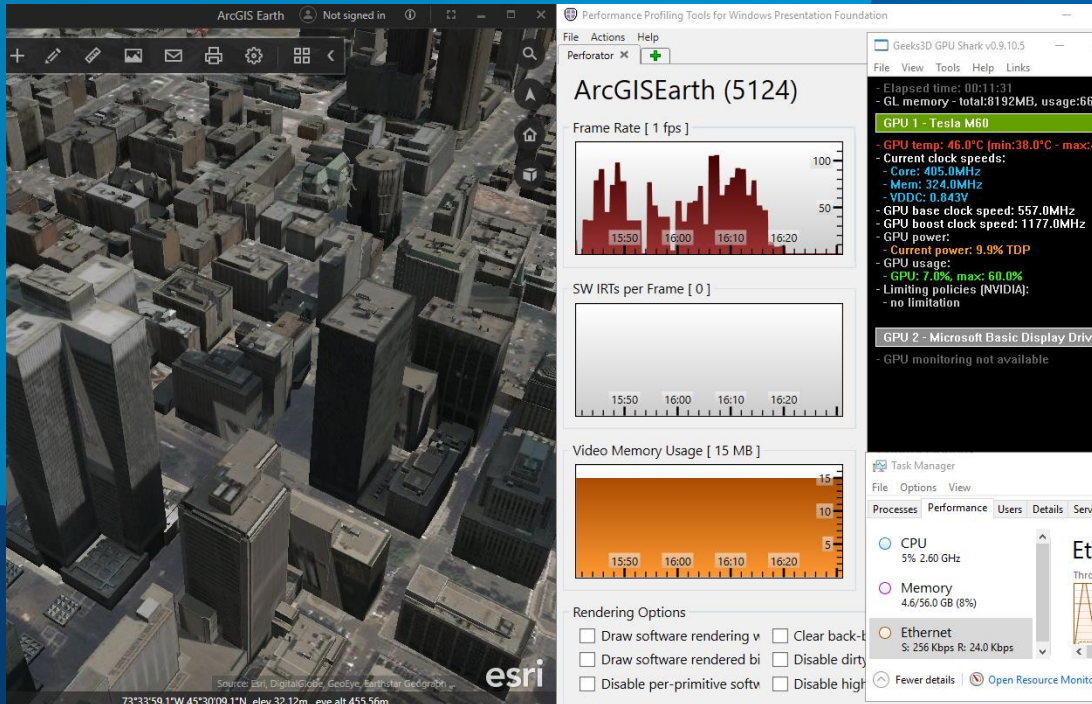 ArcGIS Earth
Not signed in
Source: Esri, DigitalGlobe, GeoEye, Earthstar Geograph
esri
73°33'59.1"W 45°30'09.1"N elev 32.12m eye alt 455.56m
Performance Profiling Tools for Windows Presentation Foundation
File Actions Help
Perforator
ArcGISEarth (5124)
Frame Rate [ 1 fps ]
100
50
15:50 16:00 16:10 16:20
SW IRTs per Frame [ 0 ]
15:50 16:00 16:10 16:20
Video Memory Usage [ 15 MB ]
15
10
5
15:50 16:00 16:10 16:20
Rendering Options
Draw software rendering Clear back-b
Draw software rendered bi Disable dirty
Disable per-primitive softw Disable high
Geeks3D GPU Shark v0.9.10.5
File View Tools Help Links
- Elapsed time: 00:11:31
- GL memory - total:8192MB, usage:66
GPU 1 - Tesla M60
- GPU temp: 46.0°C (min:38.0°C - max:
- Current clock speeds:
- Core: 405.0MHz
- Mem: 324.0MHz
- VDDC: 0.843V
- GPU base clock speed: 557.0MHz
- GPU boost clock speed: 1177.0MHz
- GPU power:
- Current power: 9.9% TDP
- GPU usage:
- GPU: 7.0%, max: 60.0%
- Limiting policies (NVIDIA):
- no limitation
GPU 2 - Microsoft Basic Display Driv
- GPU monitoring not available
Task Manager
File Options View
Processes Performance Users Details Serv
CPU
5% 2.60 GHz
Memory
4.6/56.0 GB (8%)
Ethernet
S: 256 Kbps R: 24.0 Kbps
Et
Thro
Fewer details Open Resource Monito